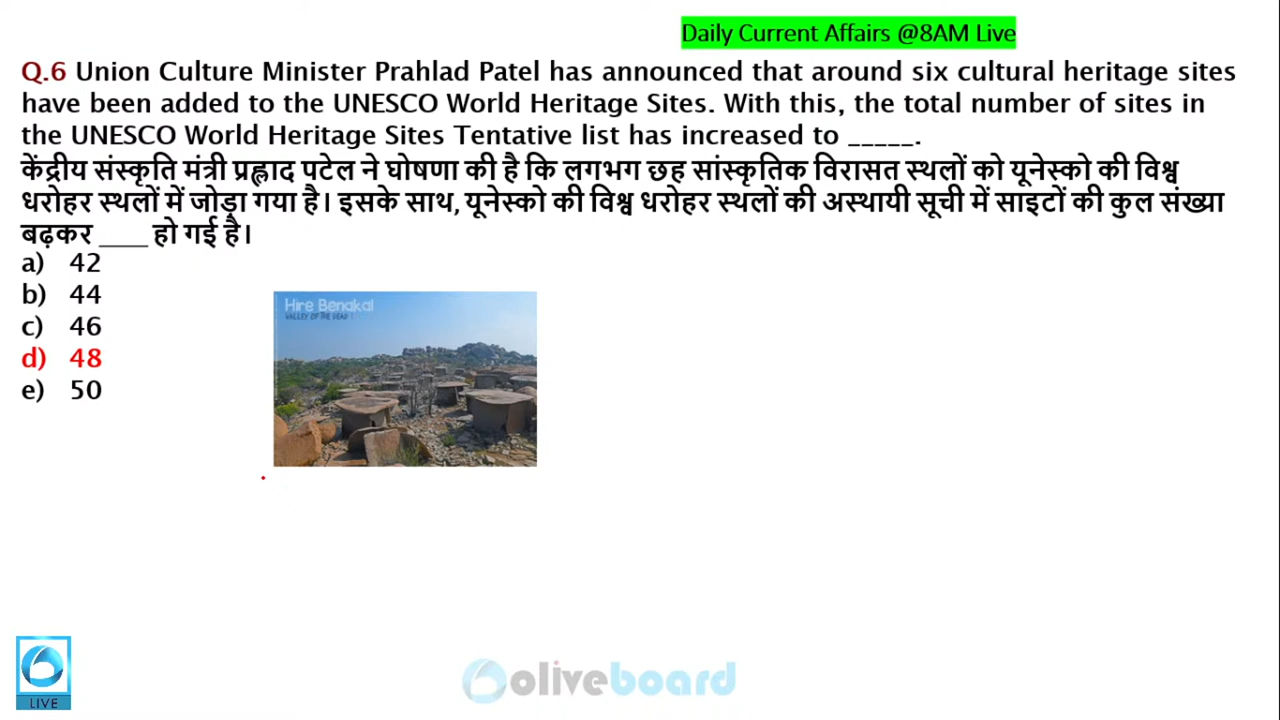 Daily Current Affairs @8AM Live
Q.6 Union Culture Minister Prahlad Patel has announced that around six cultural heritage sites
have been added to the UNESCO World Heritage Sites. With this, the total number of sites in
the UNESCO World Heritage Sites Tentative list has increased to _____.
केंद्रीय संस्कृति मंत्री प्रह्लाद पटेल ने घोषणा की है कि लगभग छह सांस्कृतिक विरासत स्थलों को यूनेस्को की विश्व
धरोहर स्थलों में जोड़ा गया है। इसके साथ, यूनेस्को की विश्व धरोहर स्थलों की अस्थायी सूची में साइटों की कुल संख्या
बढ़कर ____ हो गई है।
a) 42
b) 44
c) 46
d) 48
e) 50
Hire Benakal
VALLEY OF THE DEAD
LIVE
oliveboard